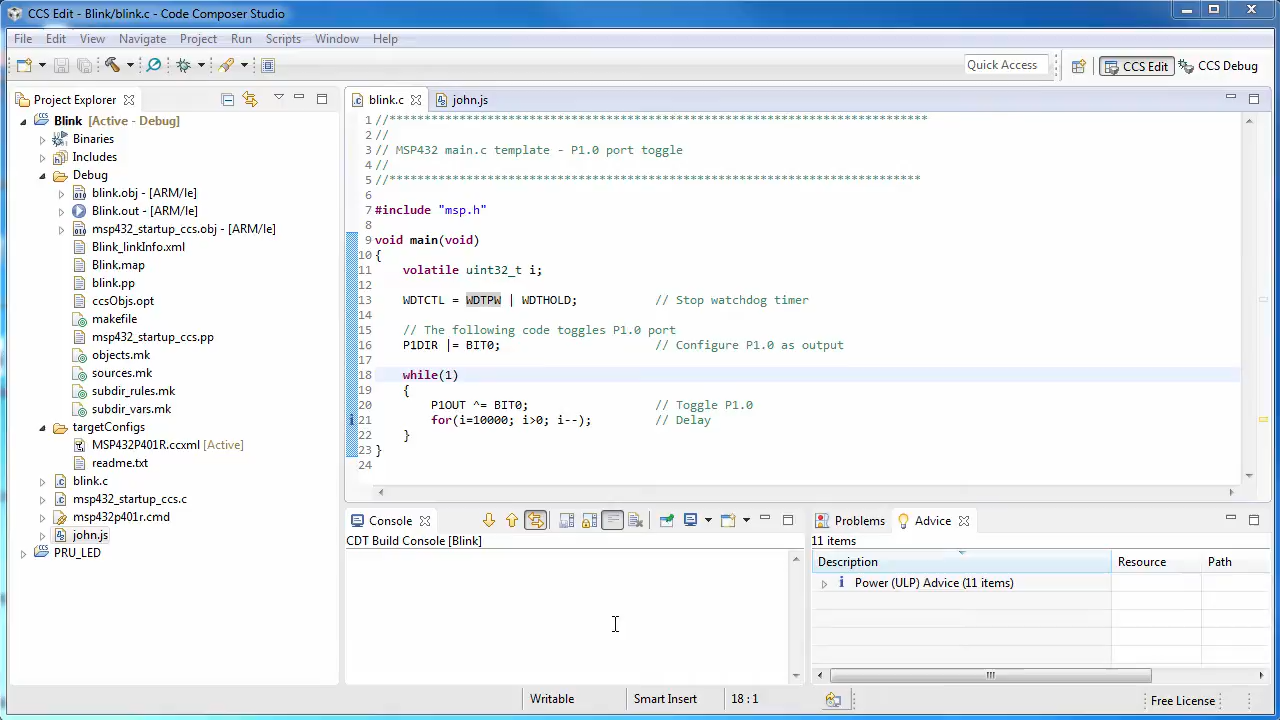 CCS Edit - Blink/blink.c - Code Composer Studio
File Edit View Navigate Project Run Scripts Window Help
Quick Access
CCS Edit
CCS Debug
Project Explorer
Blink [Active - Debug]
Binaries
Includes
Debug
blink.obj - [ARM/le]
Blink.out - [ARM/le]
msp432_startup_ccs.obj - [ARM/le]
Blink_linkInfo.xml
Blink.map
blink.pp
ccsObjs.opt
makefile
msp432_startup_ccs.pp
objects.mk
sources.mk
subdir_rules.mk
subdir_vars.mk
targetConfigs
MSP432P401R.ccxml [Active]
readme.txt
blink.c
msp432_startup_ccs.c
msp432p401r.cmd
john.js
PRU_LED
blink.c
john.js
1 //******************************************************************************
2 //
3 // MSP432 main.c template - P1.0 port toggle
4 //
5 //****************************************************************************
6
7 #include "msp.h"
8
9 void main(void)
10 {
11 volatile uint32_t i;
12
13 WDTCTL = WDTPW | WDTHOLD; // Stop watchdog timer
14
15 // The following code toggles P1.0 port
16 P1DIR |= BIT0; // Configure P1.0 as output
17
18 while(1)
19 {
20 P1OUT ^= BIT0; // Toggle P1.0
21 for(i=10000; i>0; i--); // Delay
22 }
23 }
24
Console
CDT Build Console [Blink]
Problems
Advice
11 items
Description Resource Path
Power (ULP) Advice (11 items)
Writable Smart Insert 18 : 1 Free License